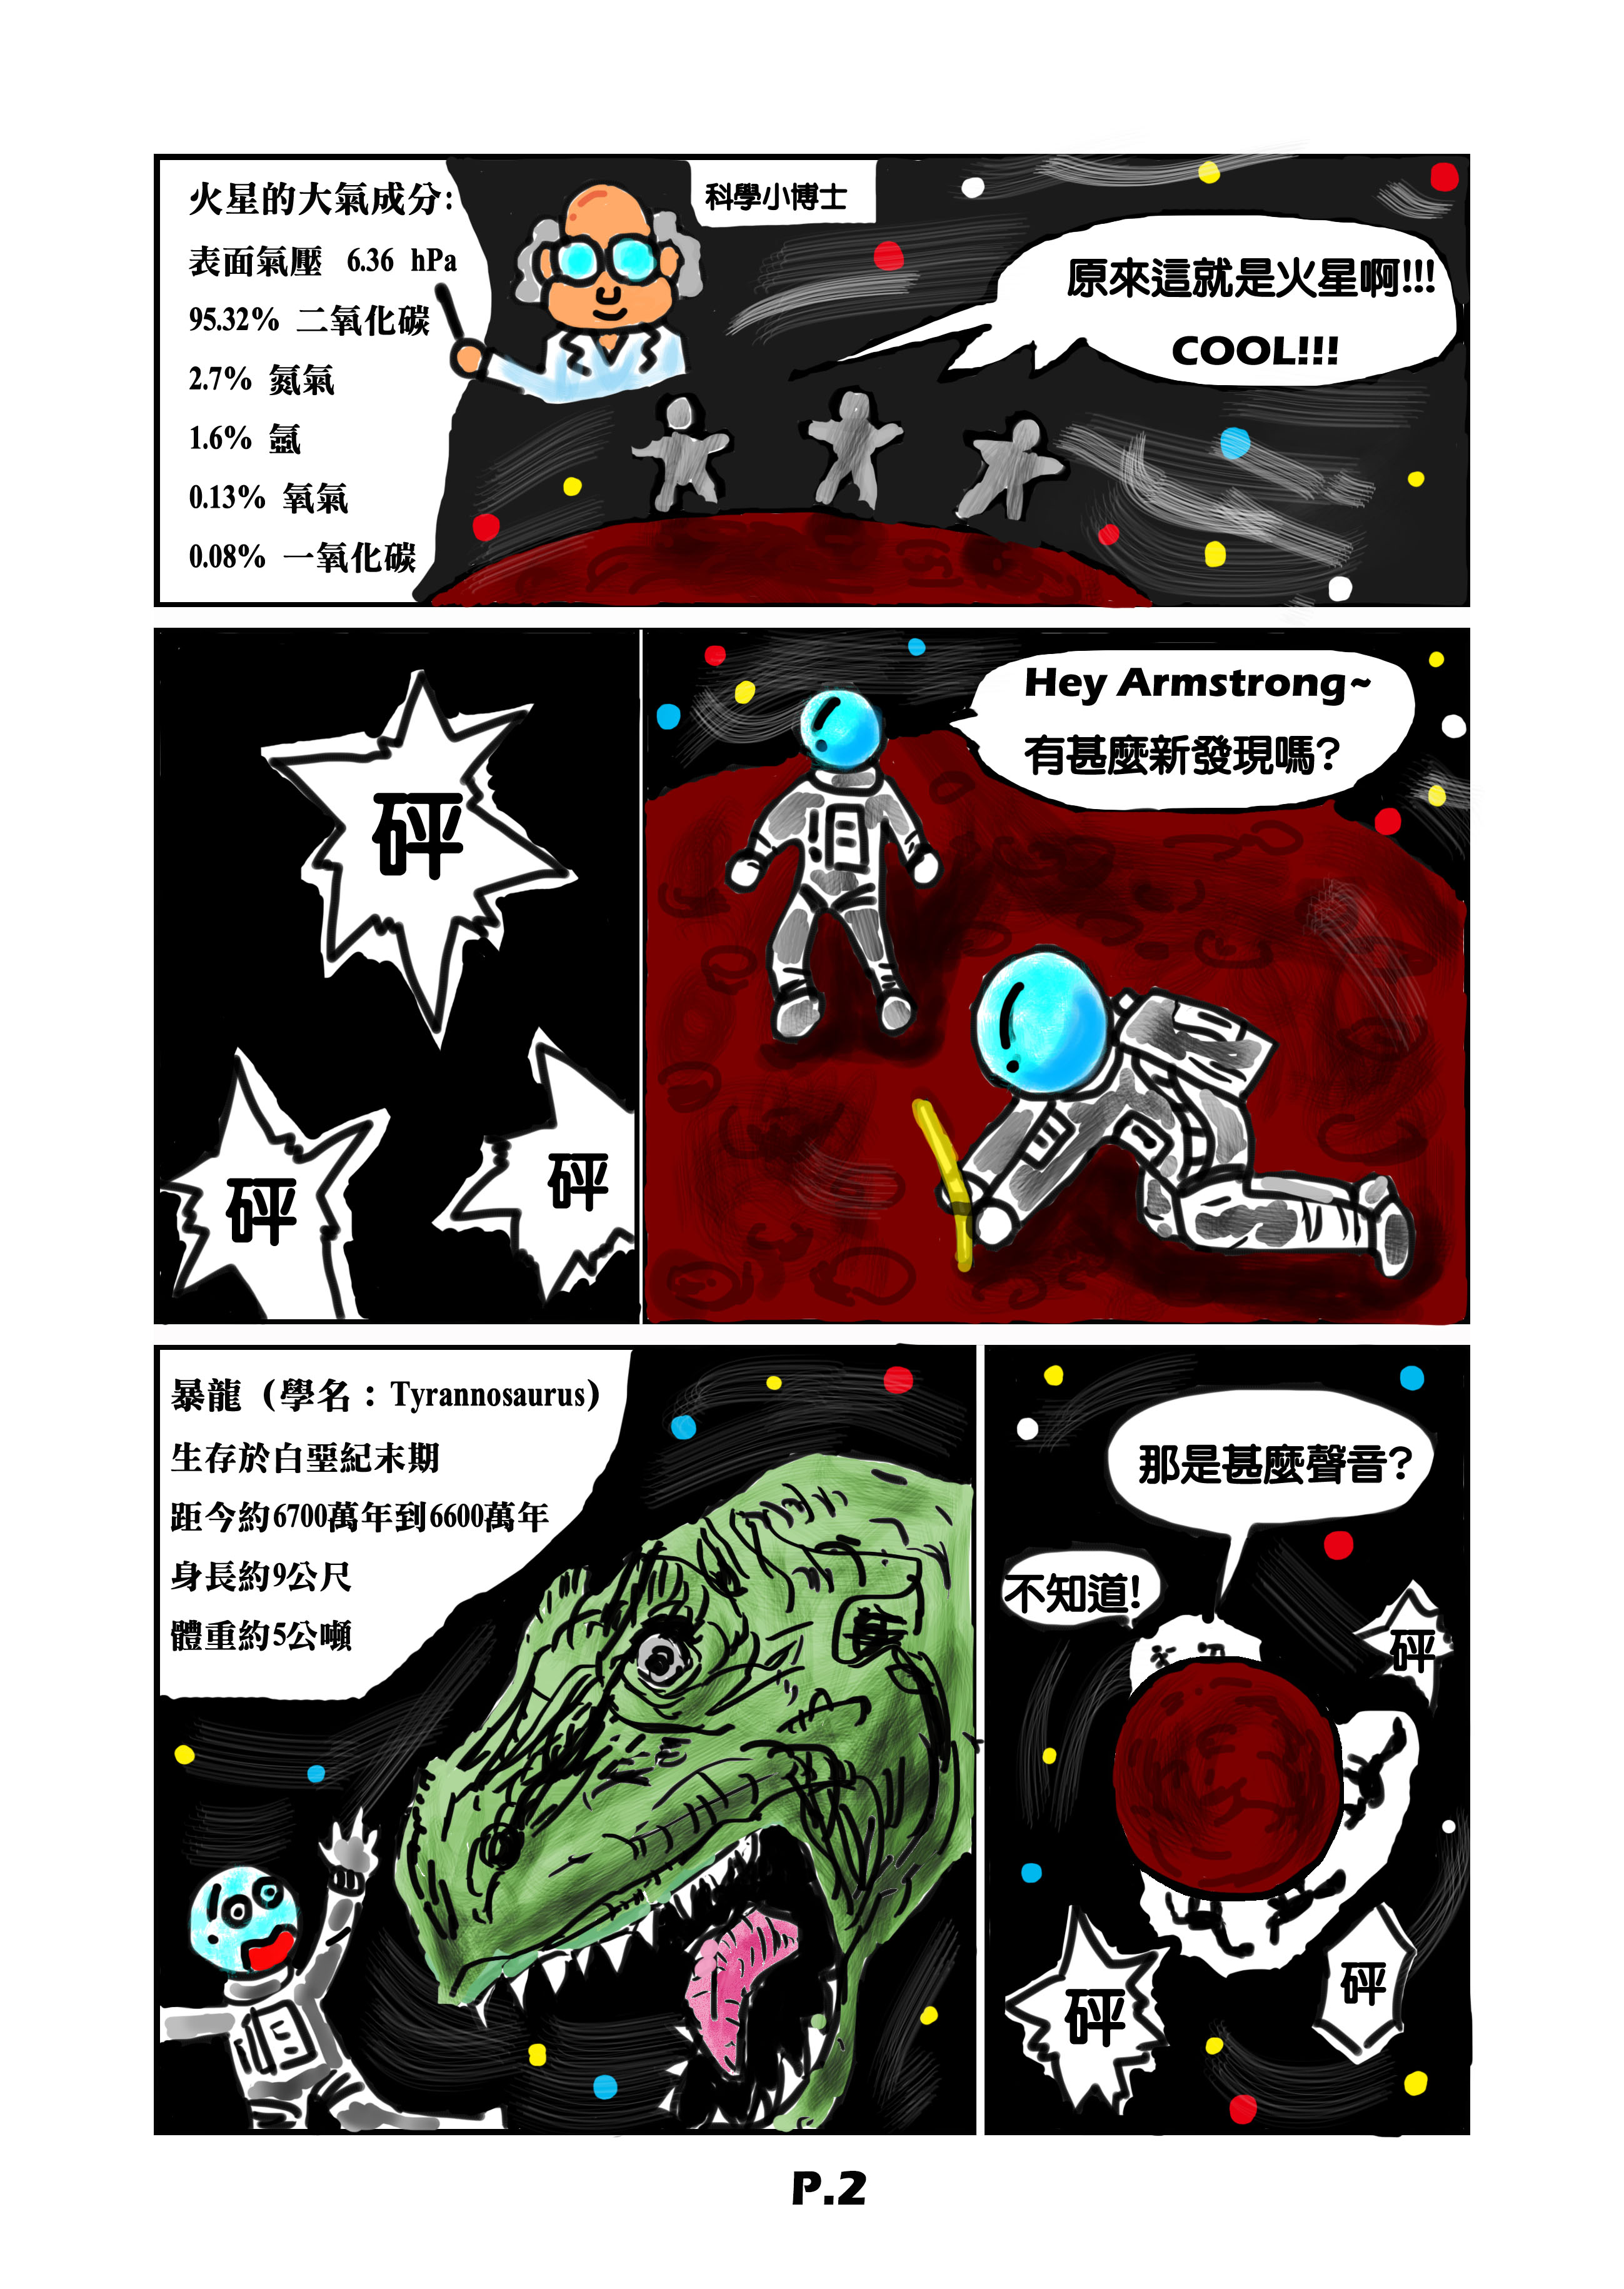 火星的大氣成分:
表面氣壓 6.36 hPa
95.32% 二氧化碳
2.7% 氮氣
1.6% 氬
0.13% 氧氣
0.08% 一氧化碳
科學小博士
原來這就是火星啊!!!
COOL!!!
Hey Armstrong~
有甚麼新發現嗎?
砰
砰
砰
那是甚麼聲音?
不知道!
砰
砰
砰
暴龍 (學名：Tyrannosaurus)
生存於白堊紀末期
距今約6700萬年到6600萬年
身長約9公尺
體重約5公噸
P.2